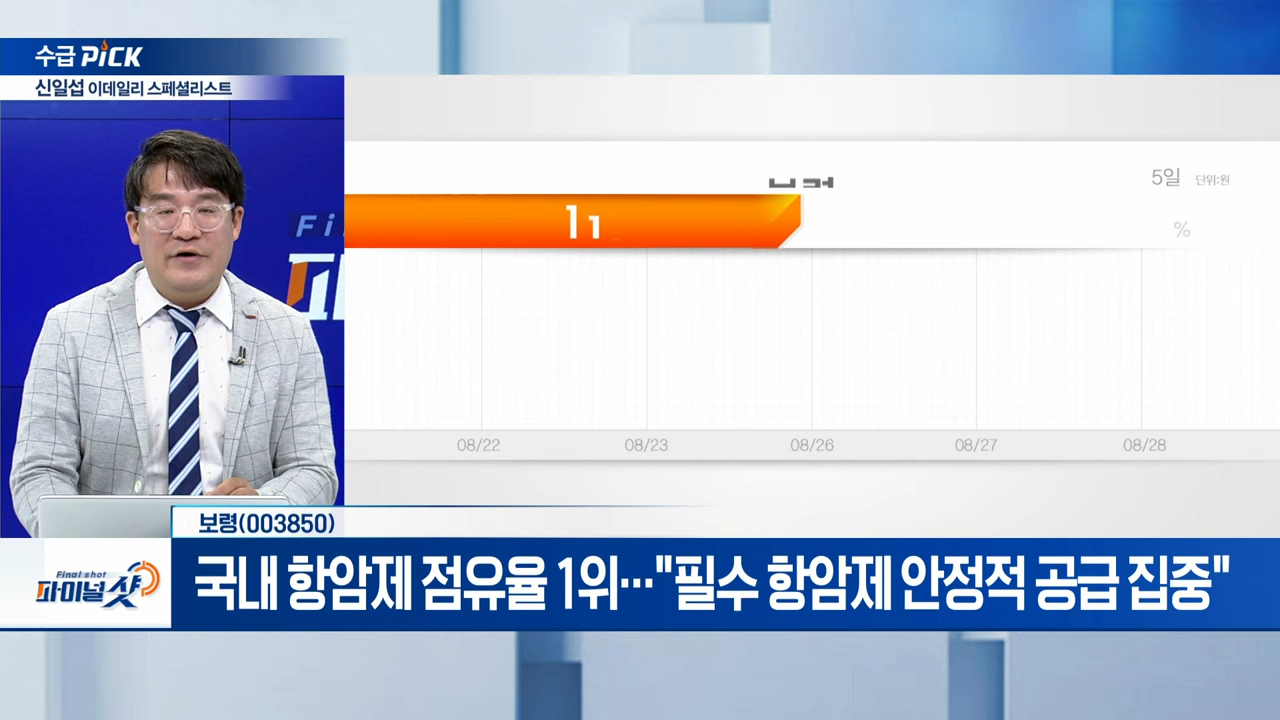 수급 PICK
신일섭 이데일리 스페셜리스트
Fi
5일 단위:원
11
%
08/22 08/23 08/26 08/27 08/28
보령(003850)
Final shot
파이널샷
국내 항암제 점유율 1위…"필수 항암제 안정적 공급 집중"